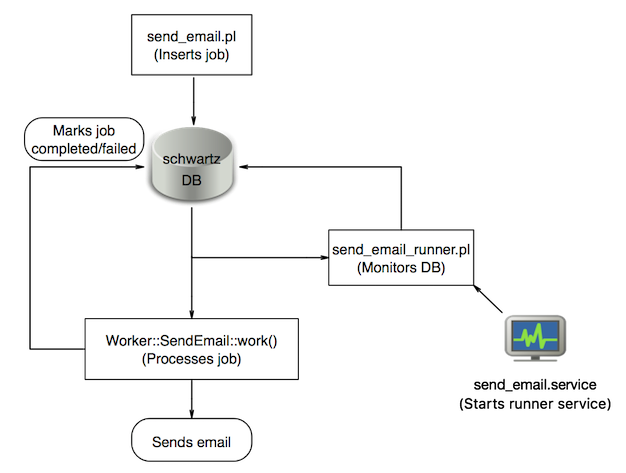 send_email.pl
(Inserts job)
Marks job
completed/failed
schwartz
DB
send_email_runner.pl
(Monitors DB)
Worker::SendEmail::work()
(Processes job)
send_email.service
(Starts runner service)
Sends email